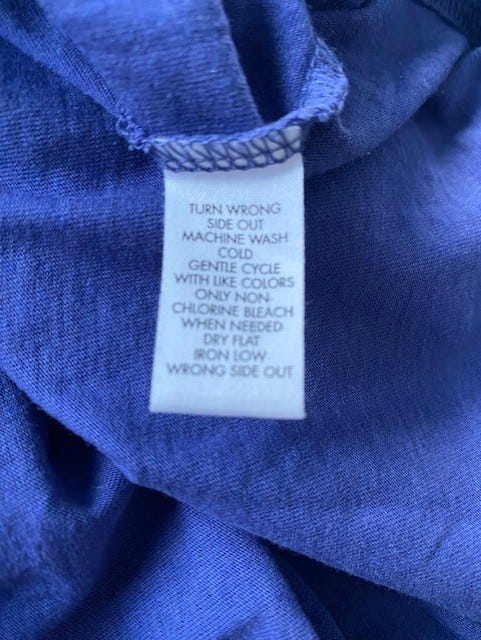 TURN WRONG
SIDE OUT
MACHINE WASH
COLD
GENTLE CYCLE
WITH LIKE COLORS
ONLY NON-
CHLORINE BLEACH
WHEN NEEDED
DRY FLAT
IRON LOW
WRONG SIDE OUT